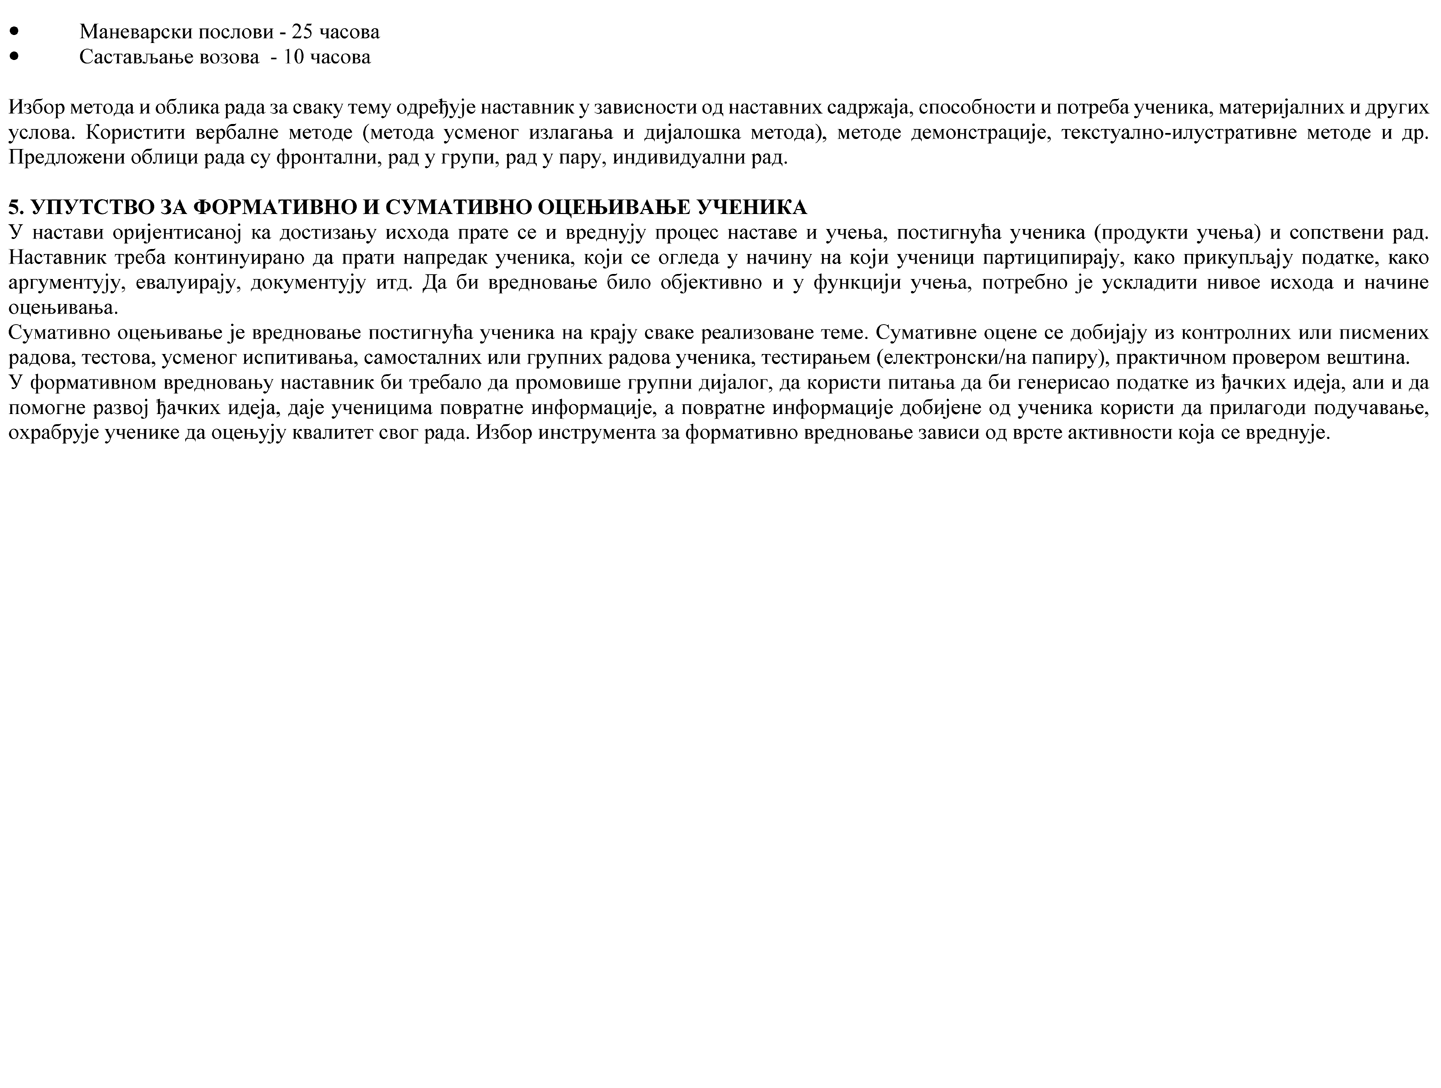 ● Маневарски послови - 25 часова
● Састављање возова - 10 часова
Избор метода и облика рада за сваку тему одређује наставник у зависности од наставних садржаја, способности и потреба ученика, материјалних и других
услова. Користити вербалне методе (метода усменог излагања и дијалошка метода), методе демонстрације, текстуално-илустративне методе и др.
Предложени облици рада су фронтални, рад у групи, рад у пару, индивидуални рад.
5. УПУТСТВО ЗА ФОРМАТИВНО И СУМАТИВНО ОЦЕЊИВАЊЕ УЧЕНИКА
У настави оријентисаној ка достизању исхода прате се и вреднују процес наставе и учења, постигнућа ученика (продукти учења) и сопствени рад.
Наставник треба континуирано да прати напредак ученика, који се огледа у начину на који ученици партиципирају, како прикупљају податке, како
аргументују, евалуирају, документују итд. Да би вредновање било објективно и у функцији учења, потребно је ускладити нивое исхода и начине
оцењивања.
Сумативно оцењивање је вредновање постигнућа ученика на крају сваке реализоване теме. Сумативне оцене се добијају из контролних или писмених
радова, тестова, усменог испитивања, самосталних или групних радова ученика, тестирањем (електронски/на папиру), практичном провером вештина.
У формативном вредновању наставник би требало да промовише групни дијалог, да користи питања да би генерисао податке из ђачких идеја, али и да
помогне развој ђачких идеја, даје ученицима повратне информације, а повратне информације добијене од ученика користи да прилагоди подучавање,
охрабрује ученике да оцењују квалитет свог рада. Избор инструмента за формативно вредновање зависи од врсте активности која се вреднује.